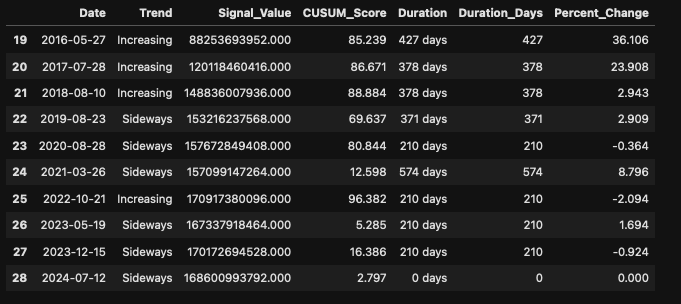 Date Trend Signal_Value CUSUM_Score Duration Duration_Days Percent_Change
19 2016-05-27 Increasing 88253693952.000 85.239 427 days 427 36.106
20 2017-07-28 Increasing 120118460416.000 86.671 378 days 378 23.908
21 2018-08-10 Increasing 148836007936.000 88.884 378 days 378 2.943
22 2019-08-23 Sideways 153216237568.000 69.637 371 days 371 2.909
23 2020-08-28 Sideways 157672849408.000 80.844 210 days 210 -0.364
24 2021-03-26 Sideways 157099147264.000 12.598 574 days 574 8.796
25 2022-10-21 Increasing 170917380096.000 96.382 210 days 210 -2.094
26 2023-05-19 Sideways 167337918464.000 5.285 210 days 210 1.694
27 2023-12-15 Sideways 170172694528.000 16.386 210 days 210 -0.924
28 2024-07-12 Sideways 168600993792.000 2.797 0 days 0 0.000